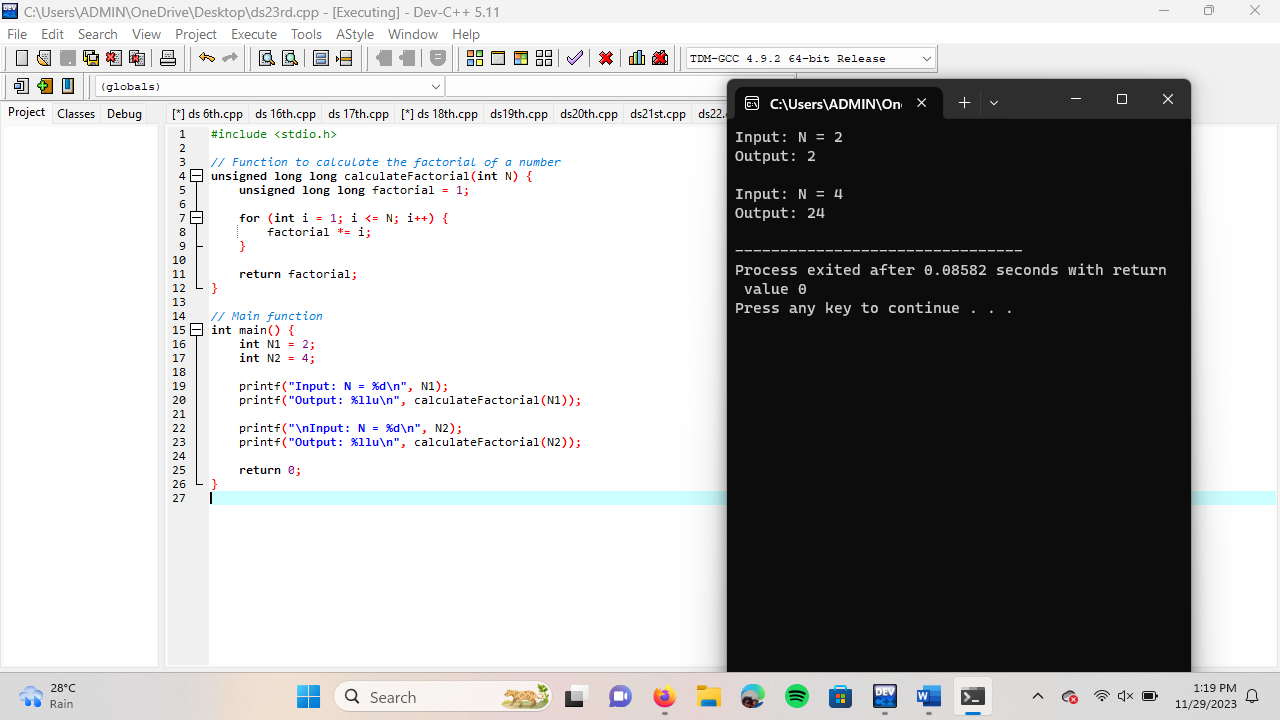 C:\Users\ADMIN\OneDrive\Desktop\ds23rd.cpp - [Executing] - Dev-C++ 5.11
File Edit Search View Project Execute Tools AStyle Window Help
TDM-GCC 4.9.2 64-bit Release
(globals)
Project Classes Debug
[*] ds 6th.cpp ds 16th.cpp ds 17th.cpp [*] ds 18th.cpp ds19th.cpp ds20th.cpp ds21st.cpp ds22.
1 #include <stdio.h>
2
3 // Function to calculate the factorial of a number
4 unsigned long long calculateFactorial(int N) {
5 unsigned long long factorial = 1;
6
7 for (int i = 1; i <= N; i++) {
8 factorial *= i;
9 }
10
11 return factorial;
12 }
13
14 // Main function
15 int main() {
16 int N1 = 2;
17 int N2 = 4;
18
19 printf("Input: N = %d\n", N1);
20 printf("Output: %llu\n", calculateFactorial(N1));
21
22 printf("\nInput: N = %d\n", N2);
23 printf("Output: %llu\n", calculateFactorial(N2));
24
25 return 0;
26 }
27
C:\Users\ADMIN\On
Input: N = 2
Output: 2
Input: N = 4
Output: 24
--------------------------------
Process exited after 0.08582 seconds with return
value 0
Press any key to continue . . .
28°C
Rain
Search
DEV
W
1:19 PM
11/29/2023